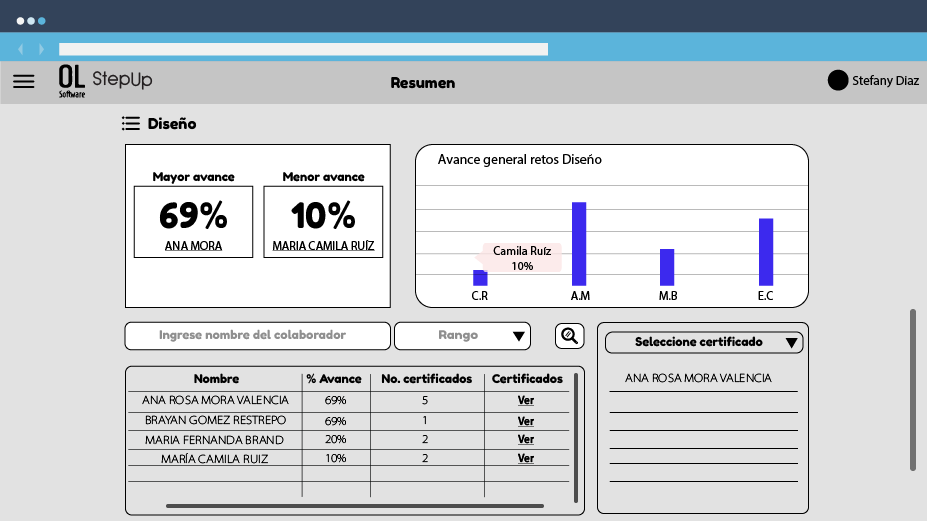 OL
Software
StepUp
Resumen
Stefany Diaz
Diseño
Mayor avance
69%
ANA MORA
Menor avance
10%
MARIA CAMILA RUÍZ
Avance general retos Diseño
Camila Ruíz
10%
C.R A.M M.B E.C
Ingrese nombre del colaborador
Rango
Seleccione certificado
ANA ROSA MORA VALENCIA
Nombre % Avance No. certificados Certificados
ANA ROSA MORA VALENCIA 69% 5 Ver
BRAYAN GOMEZ RESTREPO 69% 1 Ver
MARIA FERNANDA BRAND 20% 2 Ver
MARÍA CAMILA RUIZ 10% 2 Ver